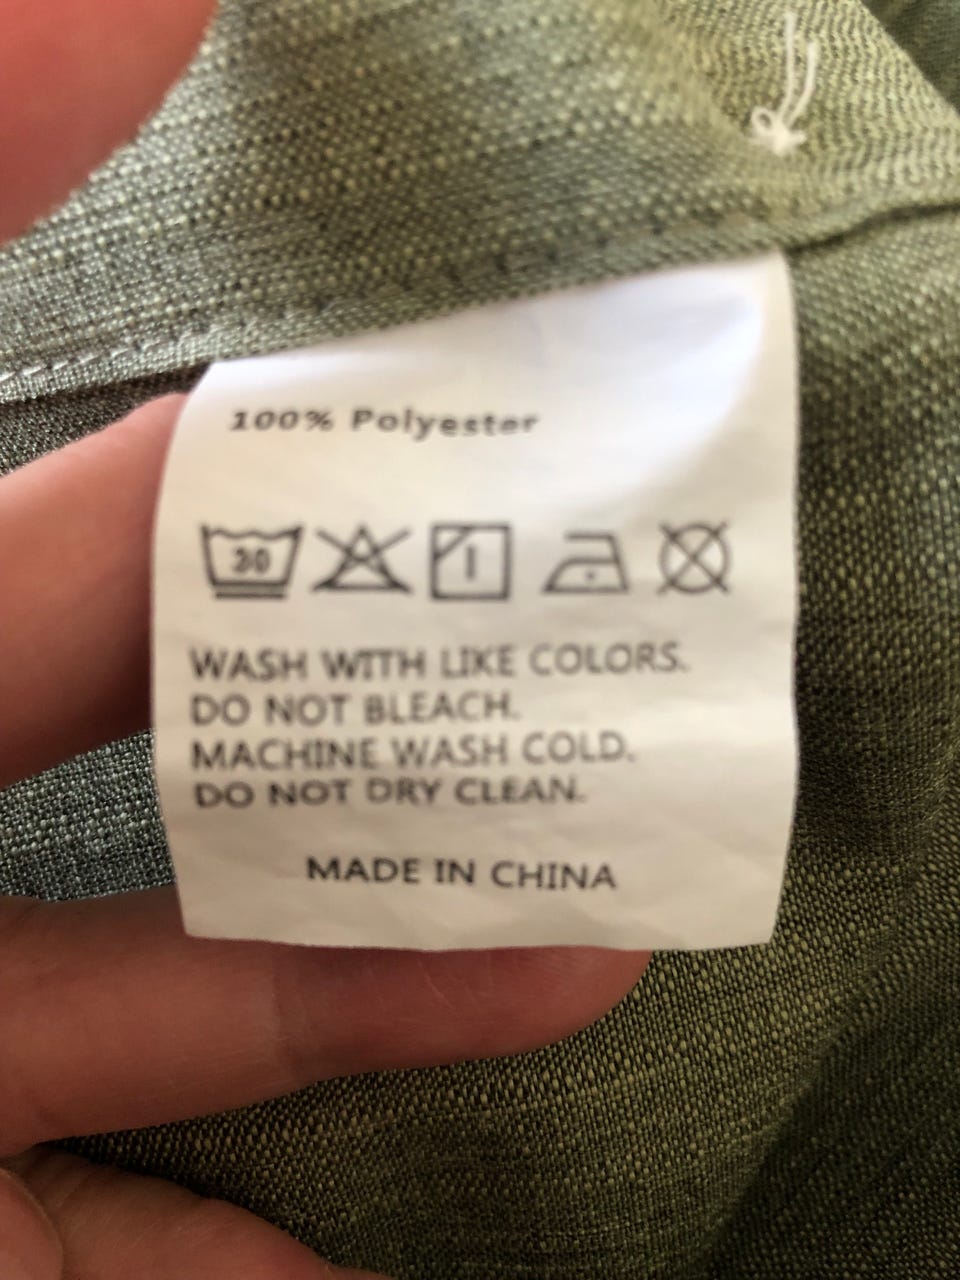 100% Polyester
30
WASH WITH LIKE COLORS.
DO NOT BLEACH.
MACHINE WASH COLD.
DO NOT DRY CLEAN.
MADE IN CHINA